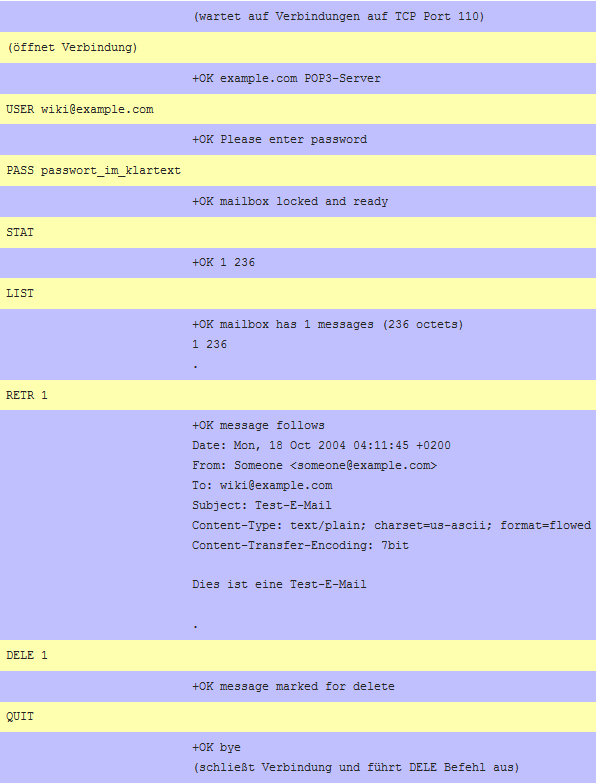 (wartet auf Verbindungen auf TCP Port 110)
(öffnet Verbindung)
+OK example.com POP3-Server
USER wiki@example.com
+OK Please enter password
PASS passwort_im_klartext
+OK mailbox locked and ready
STAT
+OK 1 236
LIST
+OK mailbox has 1 messages (236 octets)
1 236
.
RETR 1
+OK message follows
Date: Mon, 18 Oct 2004 04:11:45 +0200
From: Someone <someone@example.com>
To: wiki@example.com
Subject: Test-E-Mail
Content-Type: text/plain; charset=us-ascii; format=flowed
Content-Transfer-Encoding: 7bit
Dies ist eine Test-E-Mail
.
DELE 1
+OK message marked for delete
QUIT
+OK bye
(schließt Verbindung und führt DELE Befehl aus)